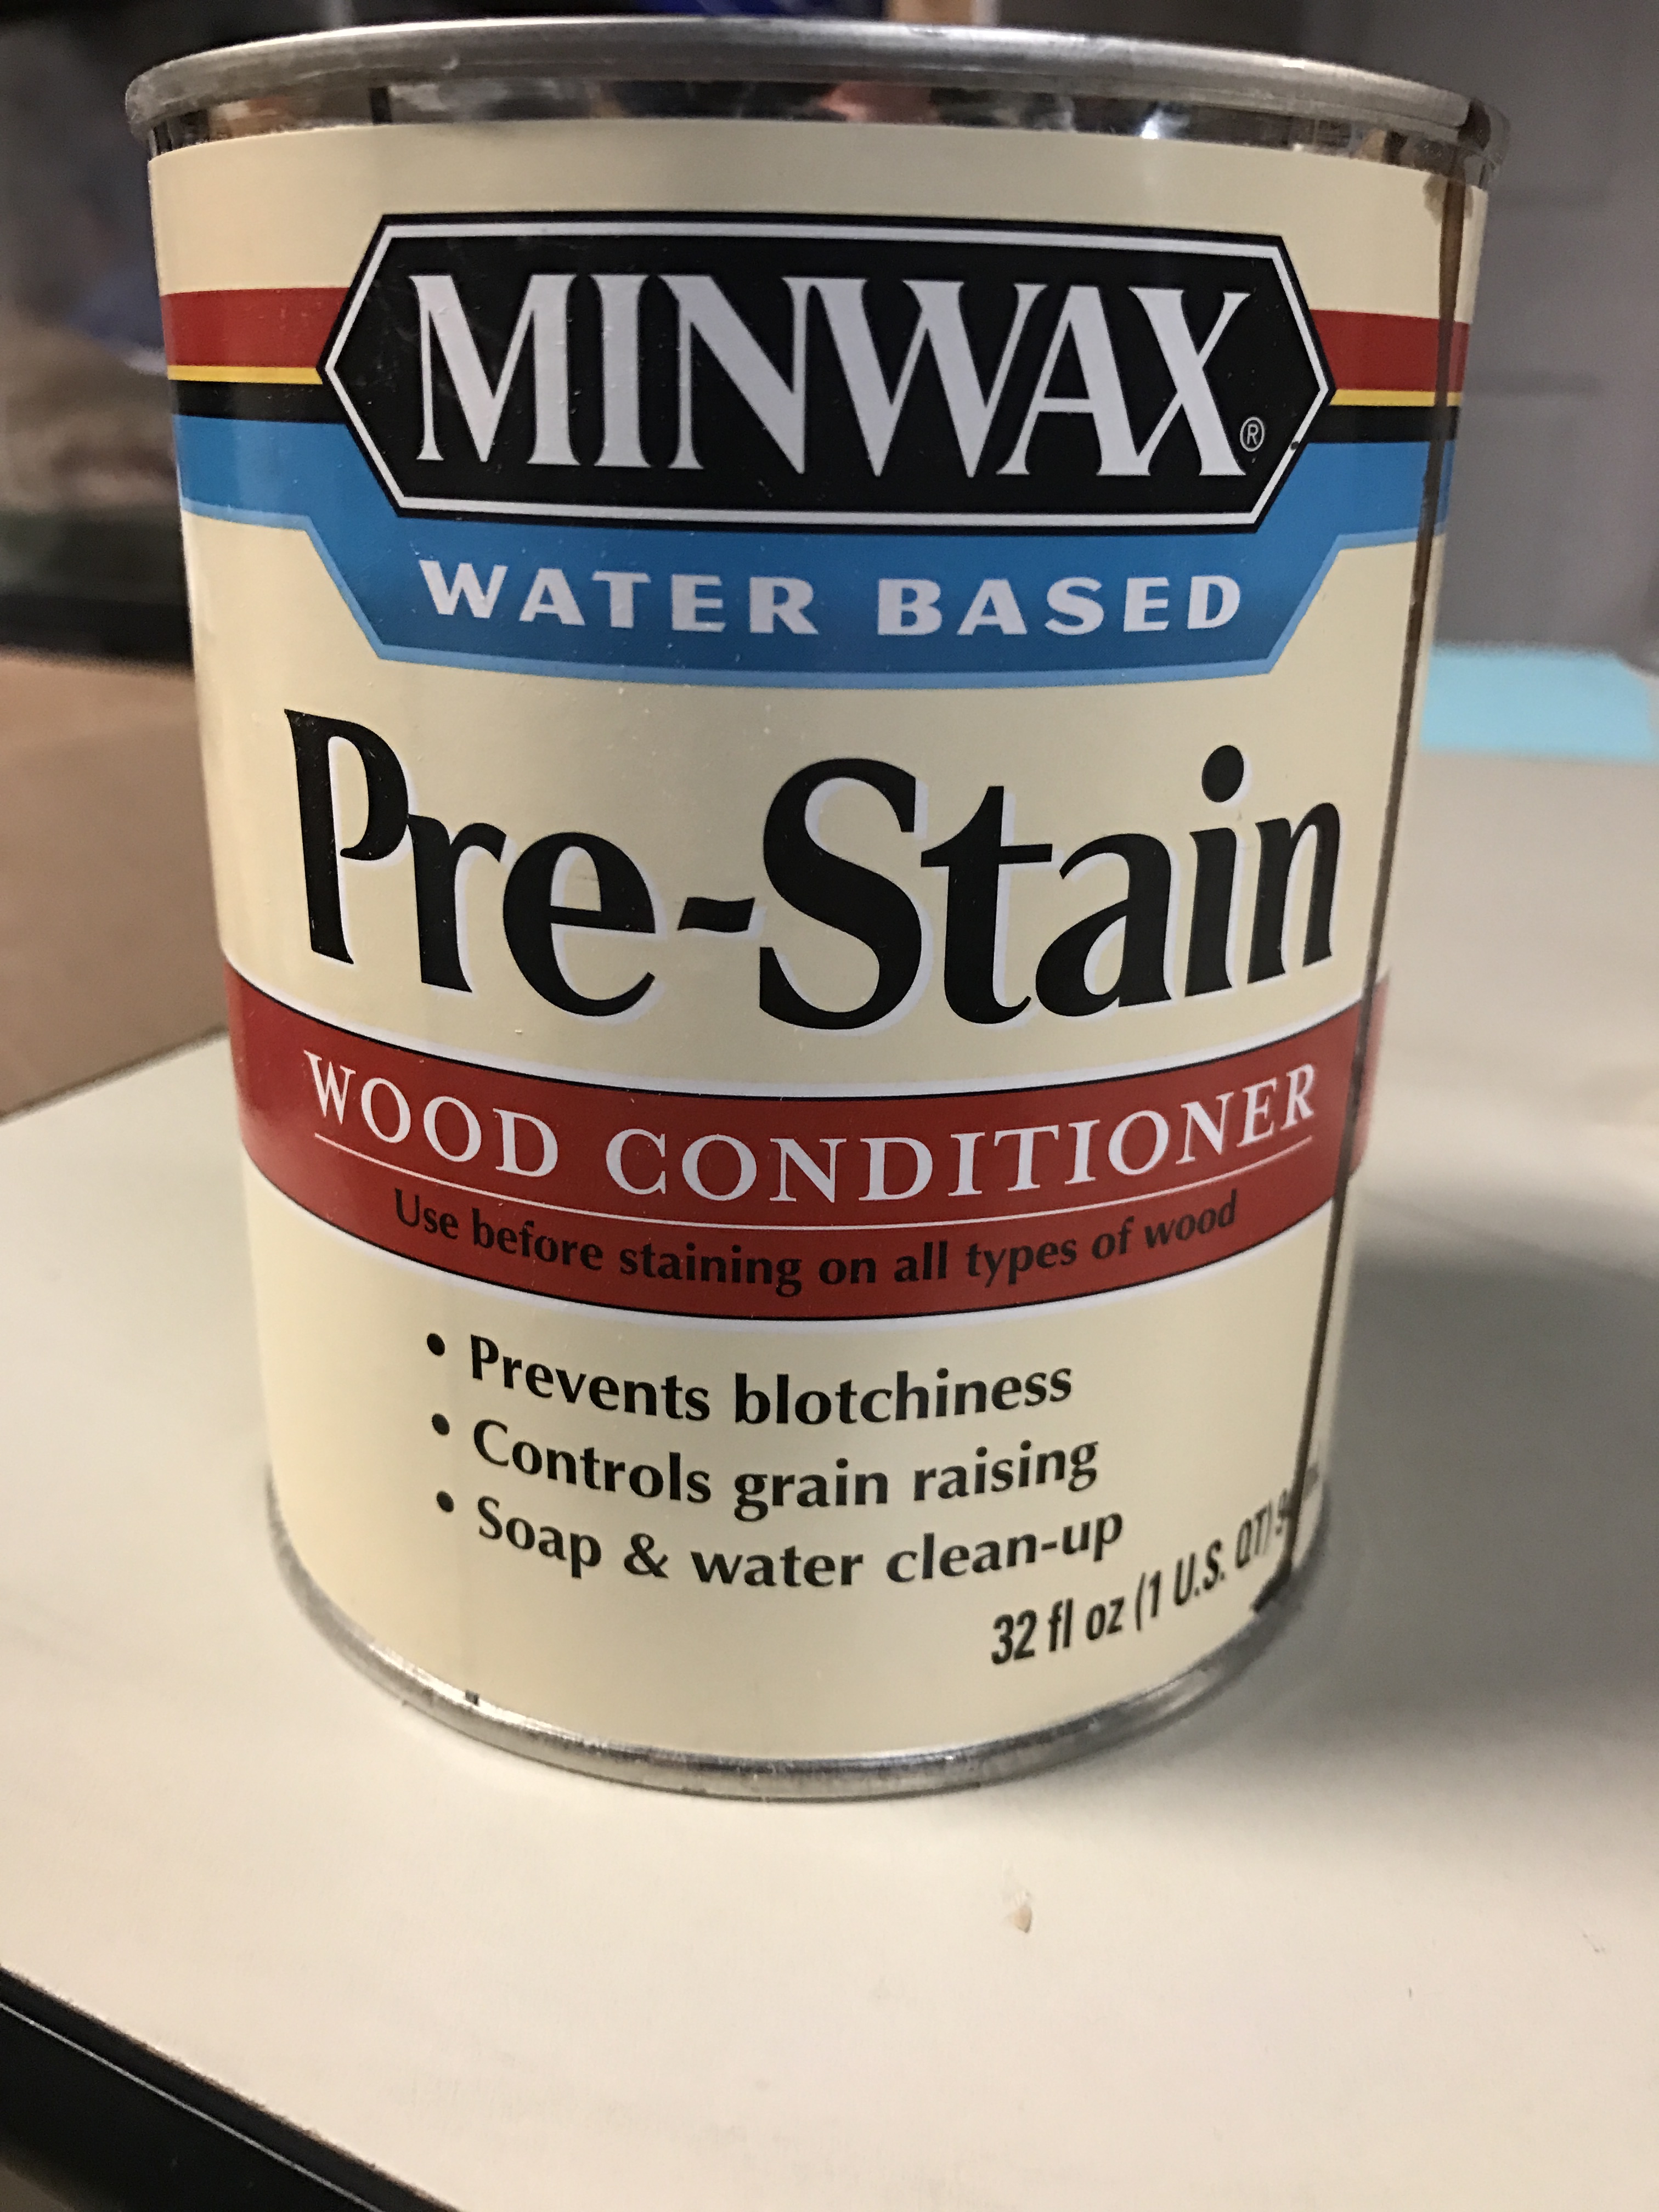 MINWAX®
WATER BASED
Pre-Stain
WOOD CONDITIONER
Use before staining on all types of wood
• Prevents blotchiness
• Controls grain raising
• Soap & water clean-up
32 fl oz (1 U.S. QT)